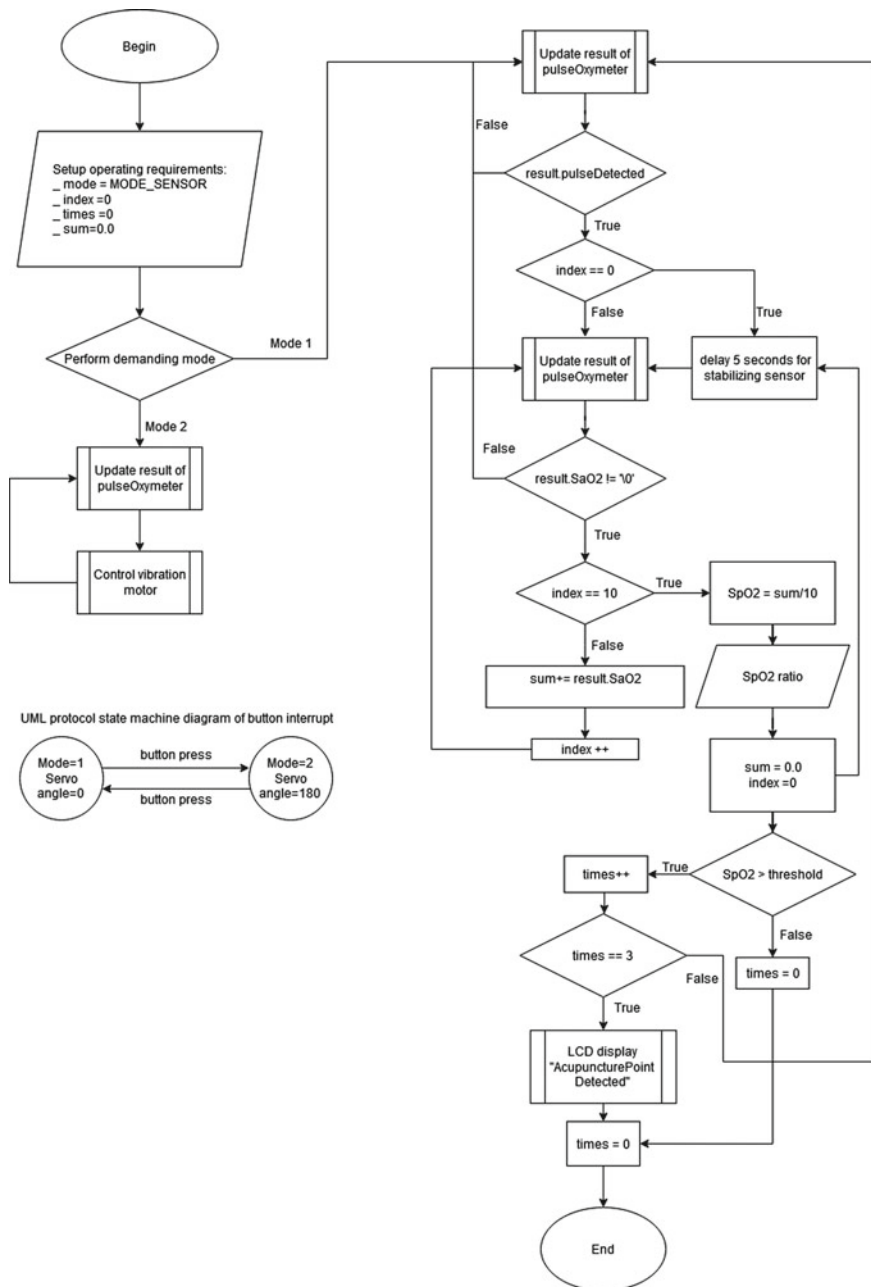 Begin
Setup operating requirements:
_ mode = MODE_SENSOR
_ index =0
_ times =0
_ sum=0.0
Perform demanding mode
Mode 1
Mode 2
Update result of
pulseOxymeter
Control vibration
motor
UML protocol state machine diagram of button interrupt
Mode=1
Servo
angle=0
button press
button press
Mode=2
Servo
angle=180
Update result of
pulseOxymeter
False
result.pulseDetected
True
index == 0
True
False
Update result of
pulseOxymeter
delay 5 seconds for
stabilizing sensor
False
result.SaO2 != '\0'
True
index == 10
True
SpO2 = sum/10
False
sum+= result.SaO2
SpO2 ratio
index ++
sum = 0.0
index =0
SpO2 > threshold
True
times++
False
times = 0
times == 3
False
True
LCD display
"AcupuncturePoint
Detected"
times = 0
End